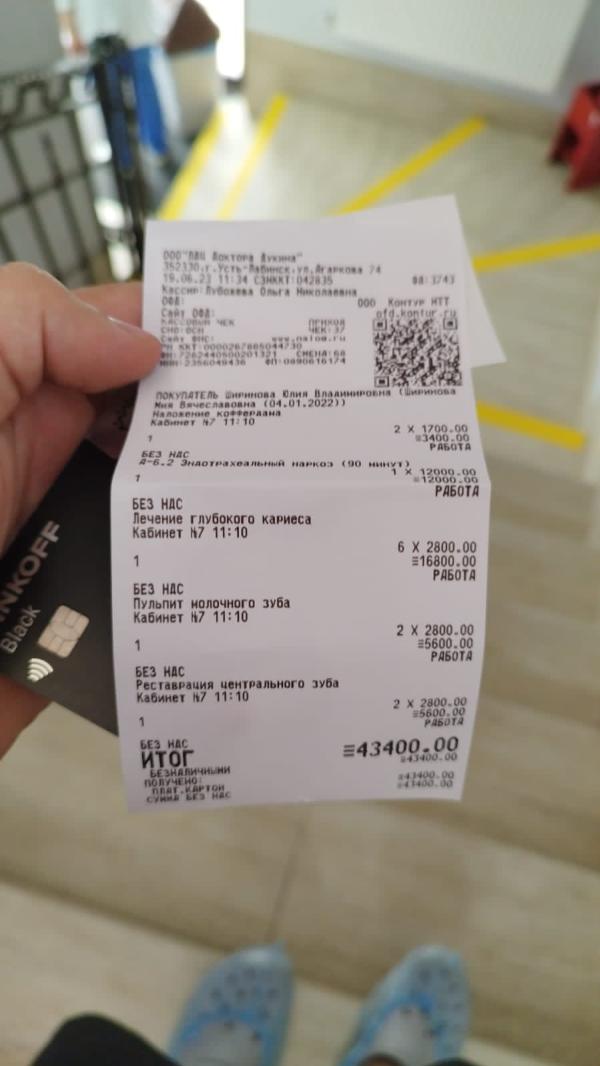 ООО"ЛДЦ Доктора Дукина"
352330,г.Усть-Лабинск,ул.Агаркова 74
19.06.23 11:34 СЗНККТ:042835 00:3743
Кассир:Лубохева Ольга Николаевна
ОФД: ООО Контур НТТ
Сайт ОФД: ofd.kontur.ru
КАССОВЫЙ ЧЕК ПРИХОД
СНО:ОСН ЧЕК:37
Сайт ФНС: www.nalog.ru
РН ККТ:0000267865044730
ФН:7262440500201321 СМЕНА:68
ИНН:2356049436 ФП:0890616174
ПОКУПАТЕЛЬ Ширинова Юлия Владимировна (Ширинова
Мия Вячеславовна (04.01.2022))
Наложение коффердама
Кабинет №7 11:10
2 X 1700.00
1 ≡3400.00
РАБОТА
БЕЗ НДС
А-6.2 Эндотрахеальный наркоз (90 минут)
1 X 12000.00
1 ≡12000.00
РАБОТА
БЕЗ НДС
Лечение глубокого кариеса
Кабинет №7 11:10
6 X 2800.00
1 ≡16800.00
РАБОТА
БЕЗ НДС
Пульпит молочного зуба
Кабинет №7 11:10
2 X 2800.00
1 ≡5600.00
РАБОТА
БЕЗ НДС
Реставрация центрального зуба
Кабинет №7 11:10
2 X 2800.00
1 ≡5600.00
РАБОТА
БЕЗ НДС
ИТОГ ≡43400.00
БЕЗНАЛИЧНЫМИ ≡43400.00
ПОЛУЧЕНО:
ПЛАТ.КАРТОЙ ≡43400.00
СУММА БЕЗ НДС ≡43400.00
NKOFF
Black